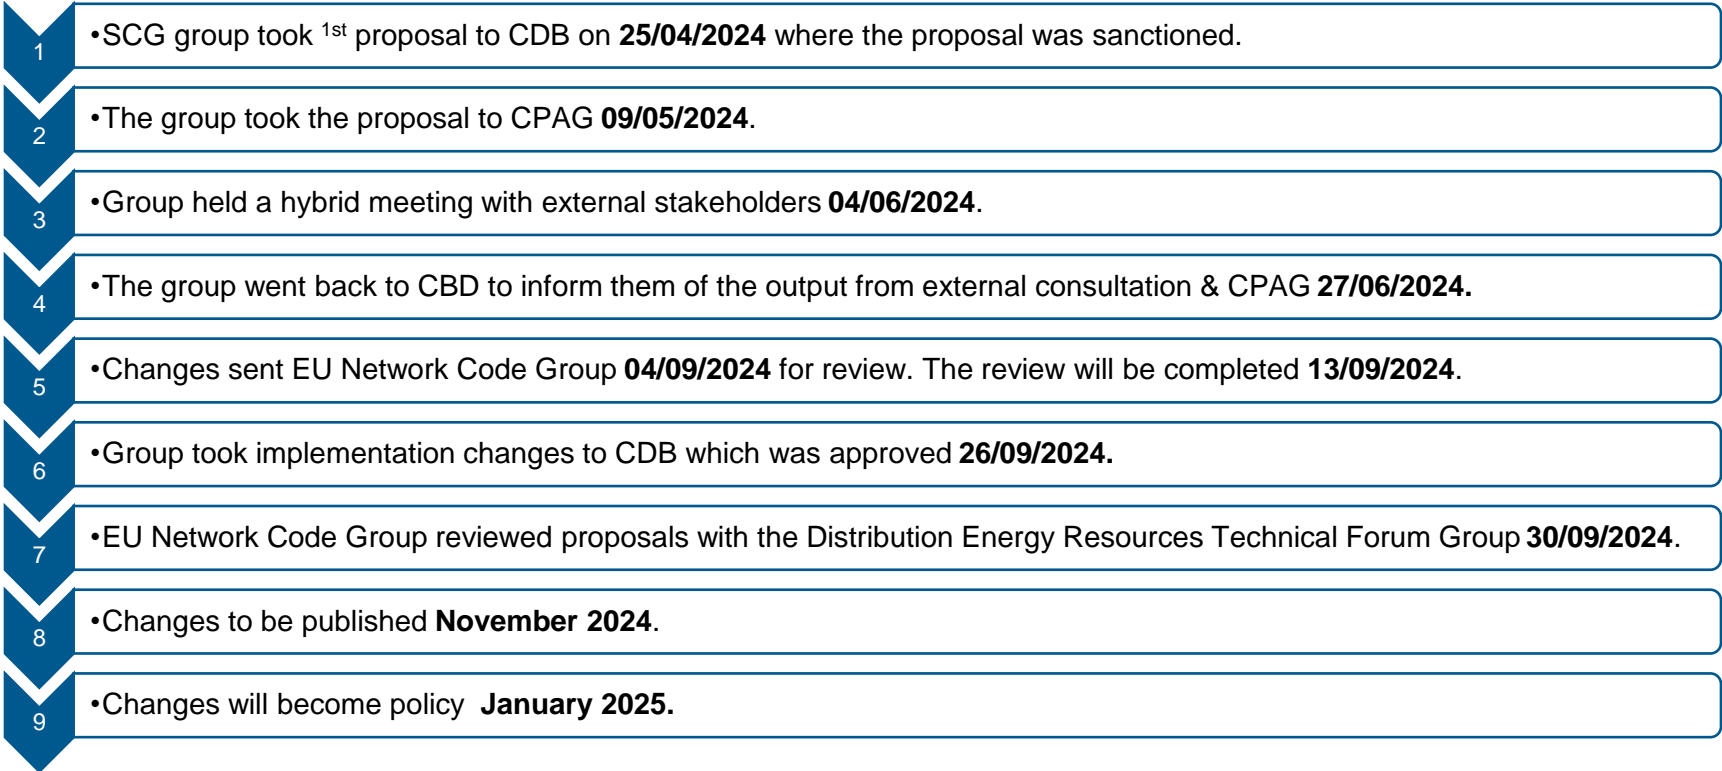 1
•SCG group took 1st proposal to CDB on 25/04/2024 where the proposal was sanctioned.
2
•The group took the proposal to CPAG 09/05/2024.
3
•Group held a hybrid meeting with external stakeholders 04/06/2024.
4
•The group went back to CBD to inform them of the output from external consultation & CPAG 27/06/2024.
5
•Changes sent EU Network Code Group 04/09/2024 for review. The review will be completed 13/09/2024.
6
•Group took implementation changes to CDB which was approved 26/09/2024.
7
•EU Network Code Group reviewed proposals with the Distribution Energy Resources Technical Forum Group 30/09/2024.
8
•Changes to be published November 2024.
9
•Changes will become policy January 2025.